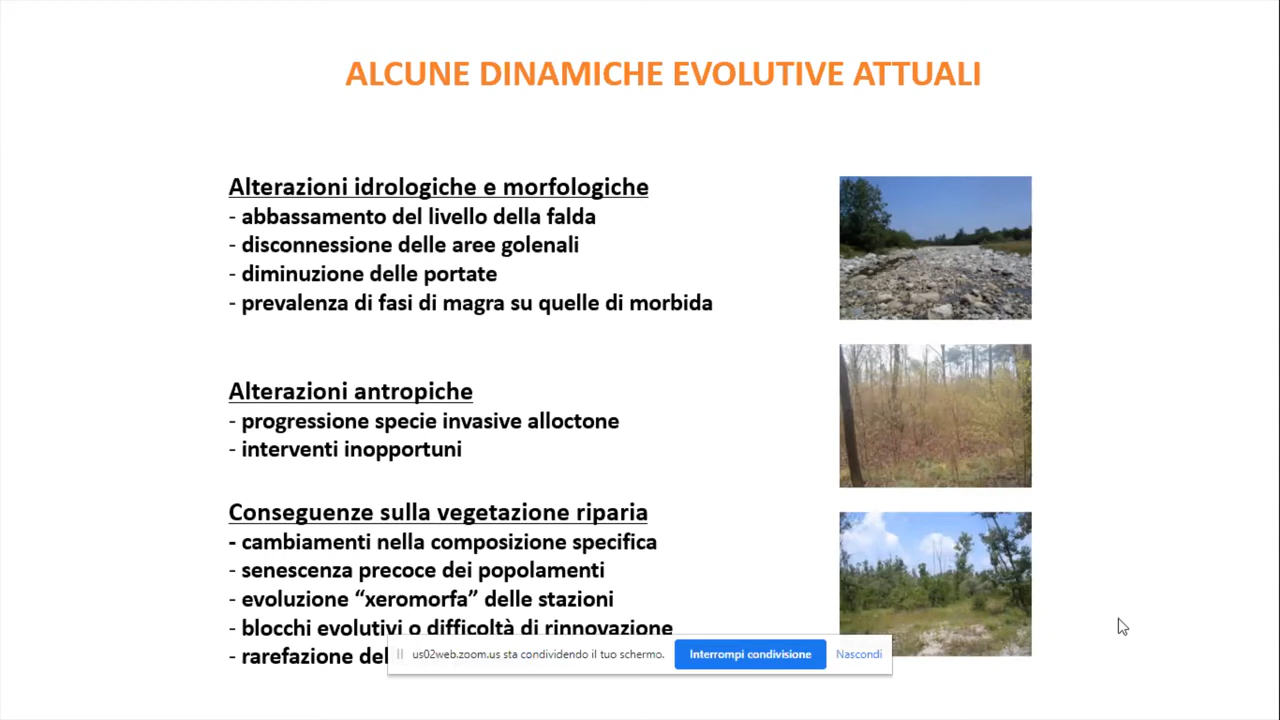 ALCUNE DINAMICHE EVOLUTIVE ATTUALI
Alterazioni idrologiche e morfologiche
- abbassamento del livello della falda
- disconnessione delle aree golenali
- diminuzione delle portate
- prevalenza di fasi di magra su quelle di morbida
Alterazioni antropiche
- progressione specie invasive alloctone
- interventi inopportuni
Conseguenze sulla vegetazione riparia
- cambiamenti nella composizione specifica
- senescenza precoce dei popolamenti
- evoluzione “xeromorfa” delle stazioni
- blocchi evolutivi o difficoltà di rinnovazione
- rarefazione
us02web.zoom.us sta condividendo il tuo schermo.
Interrompi condivisione
Nascondi